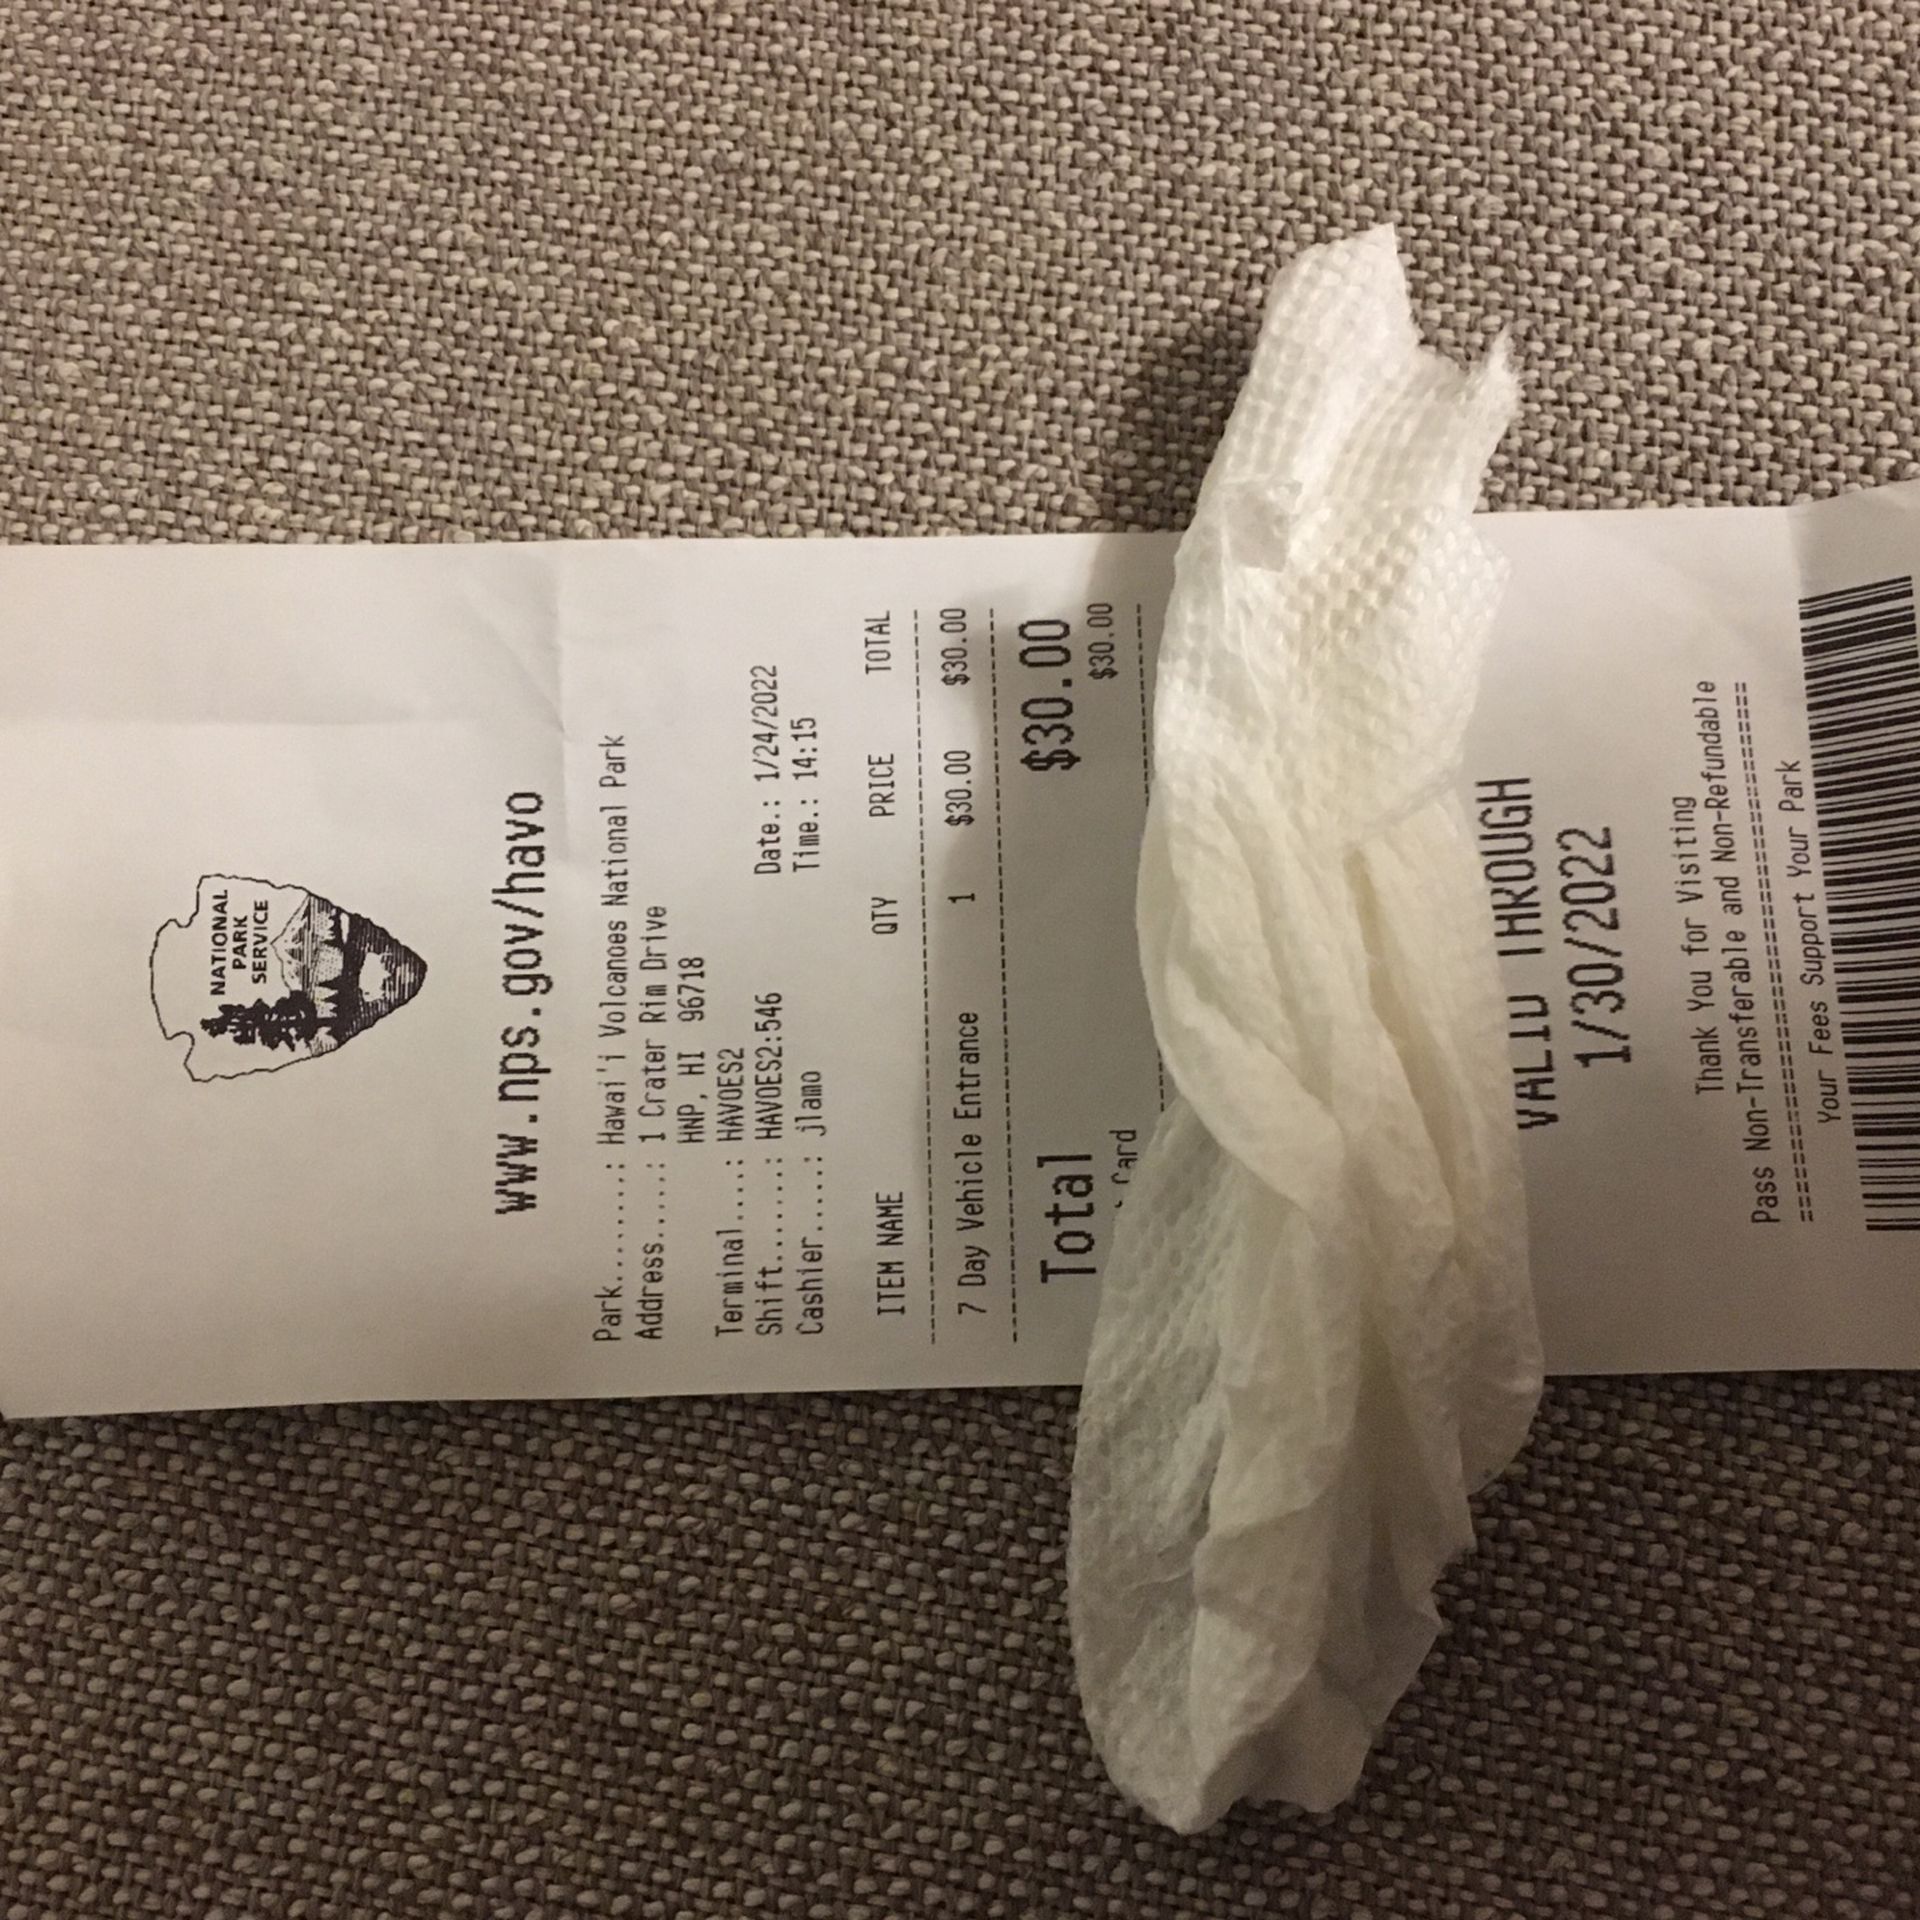 NATIONAL
PARK
SERVICE
www.nps.gov/havo
Park........: Hawai'i Volcanoes National Park
Address.....: 1 Crater Rim Drive
HNP, HI 96718
Terminal....: HAVOES2
Shift.......: HAVOES2:546 Date.: 1/24/2022
Cashier.....: jlamo Time.: 14:15
ITEM NAME QTY PRICE TOTAL
7 Day Vehicle Entrance 1 $30.00 $30.00
Total $30.00
Card $30.00
VALID THROUGH
1/30/2022
Thank You for Visiting
Pass Non-Transferable and Non-Refundable
Your Fees Support Your Park